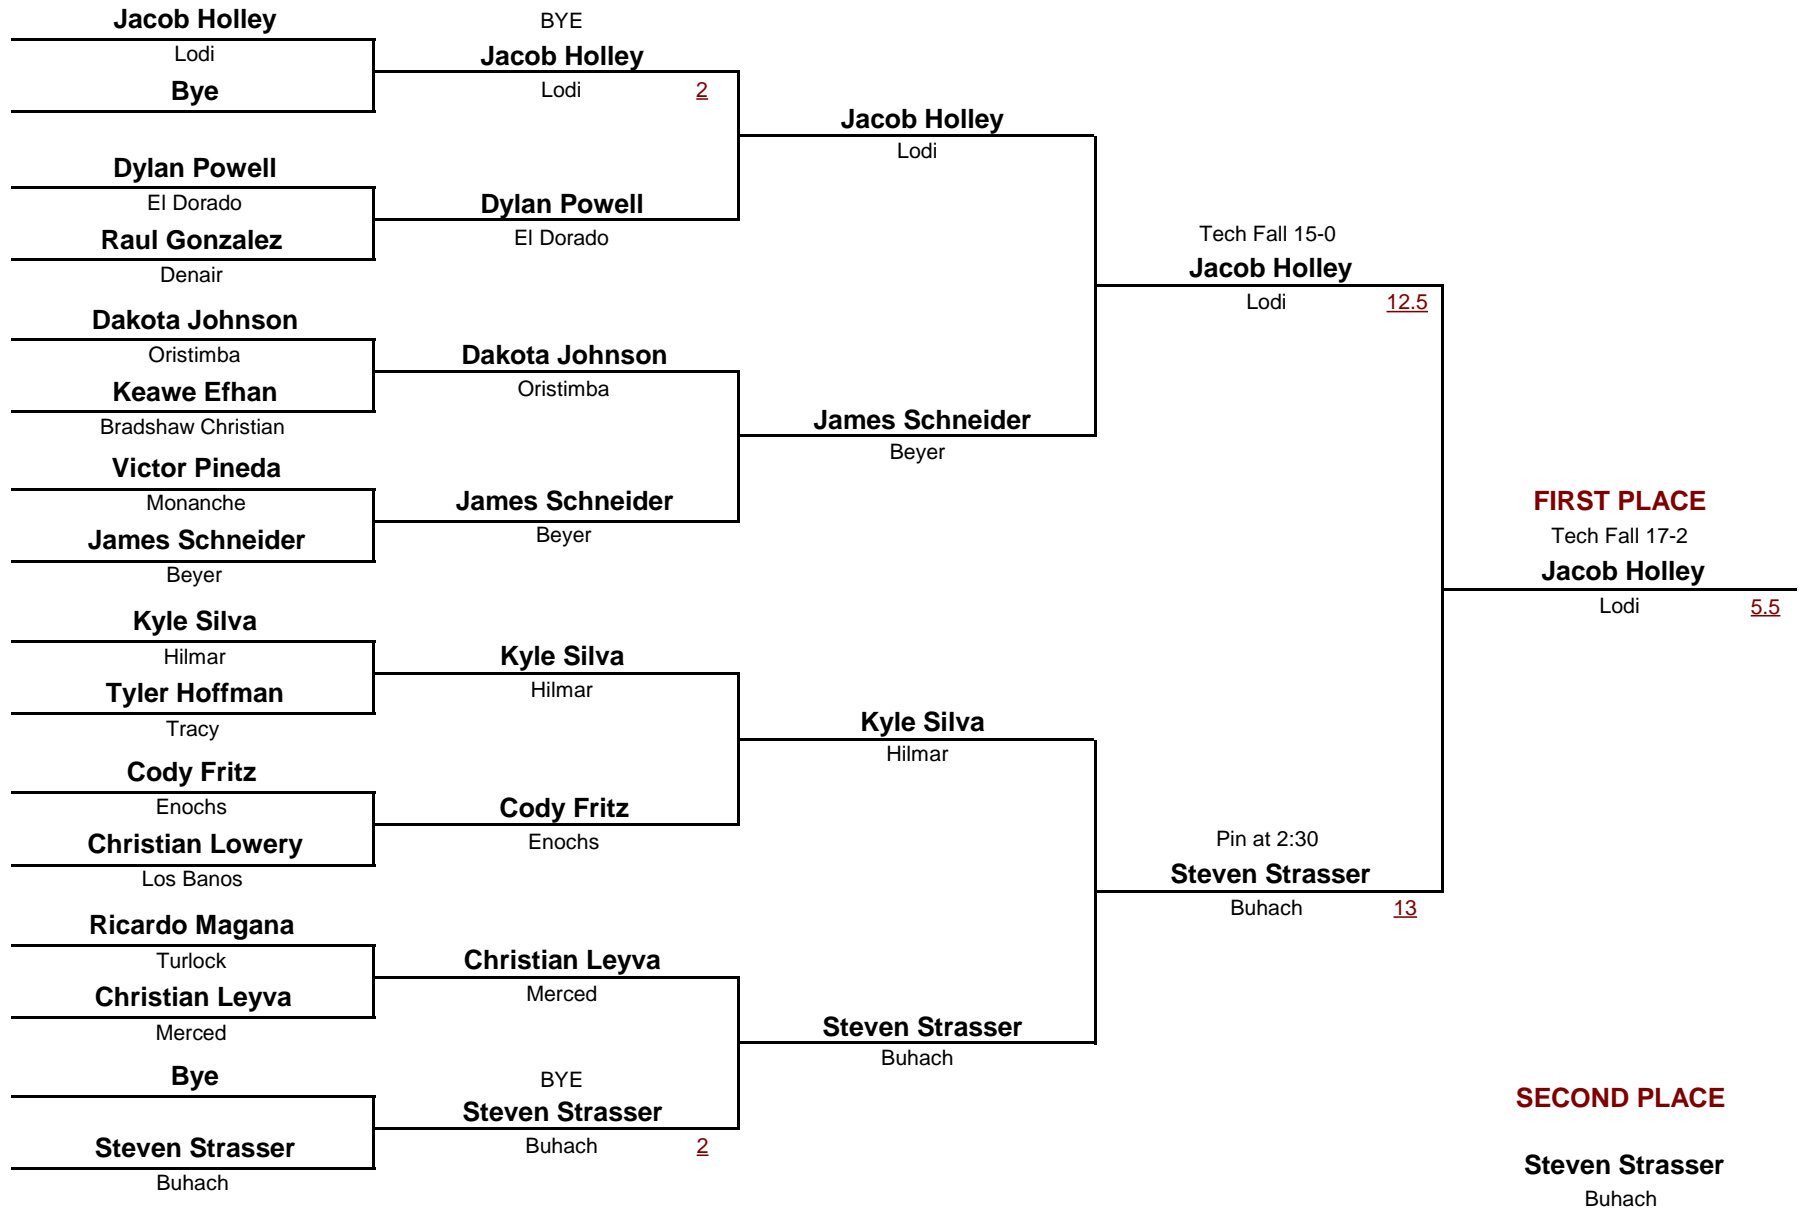 Jacob Holley
Lodi
Bye
Dylan Powell
El Dorado
Raul Gonzalez
Denair
Dakota Johnson
Oristimba
Keawe Efhan
Bradshaw Christian
Victor Pineda
Monanche
James Schneider
Beyer
Kyle Silva
Hilmar
Tyler Hoffman
Tracy
Cody Fritz
Enochs
Christian Lowery
Los Banos
Ricardo Magana
Turlock
Christian Leyva
Merced
Bye
Steven Strasser
Buhach
BYE
Jacob Holley
Lodi 2
Dylan Powell
El Dorado
Dakota Johnson
Oristimba
James Schneider
Beyer
Kyle Silva
Hilmar
Cody Fritz
Enochs
Christian Leyva
Merced
BYE
Steven Strasser
Buhach 2
Jacob Holley
Lodi
James Schneider
Beyer
Kyle Silva
Hilmar
Steven Strasser
Buhach
Tech Fall 15-0
Jacob Holley
Lodi 12.5
Pin at 2:30
Steven Strasser
Buhach 13
FIRST PLACE
Tech Fall 17-2
Jacob Holley
Lodi 5.5
SECOND PLACE
Steven Strasser
Buhach